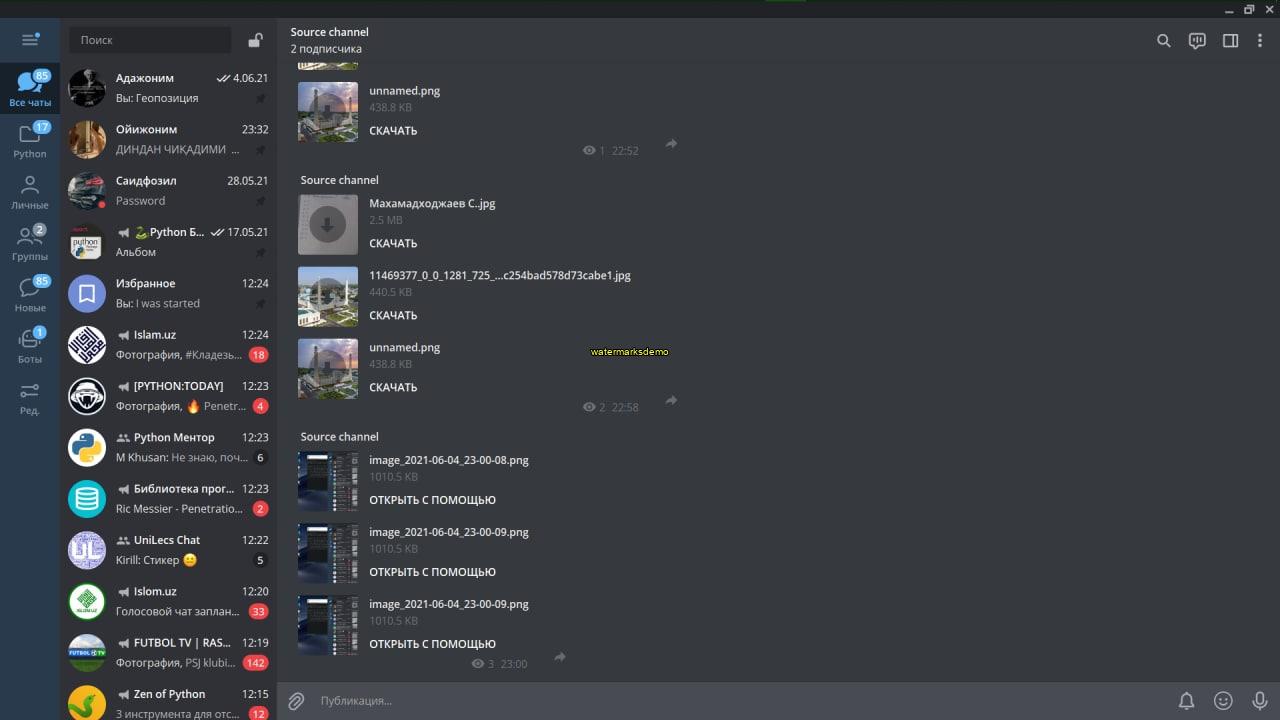 Поиск
Source channel
2 подписчика
85
Все чаты
17
Python
Личные
2
Группы
85
Новые
1
Боты
Ред.
Адажоним 4.06.21
Вы: Геопозиция
Ойижоним 23:32
ДИНДАН ЧИҚАДИМИ ...
Саидфозил 28.05.21
Password
Python Б... 17.05.21
Альбом
Избранное 12:24
Вы: I was started
Islam.uz 12:24
Фотография, #Кладезь... 18
[PYTHON:TODAY] 12:23
Фотография, 🔥 Penetr... 4
Python Ментор 12:23
M Khusan: Не знаю, поч... 6
Библиотека прог... 12:23
Ric Messier - Penetratio... 2
UniLecs Chat 12:22
Kirill: Стикер 😐 5
Islom.uz 12:20
Голосовой чат заплан... 33
FUTBOL TV | RAS... 12:19
Фотография, PSJ klubi... 142
Zen of Python 12:15
3 инструмента для отс... 12
unnamed.png
438.8 KB
СКАЧАТЬ
1 22:52
Source channel
Махамадходжаев С..jpg
2.5 MB
СКАЧАТЬ
11469377_0_0_1281_725_...c254bad578d73cabe1.jpg
440.5 KB
СКАЧАТЬ
unnamed.png
438.8 KB
СКАЧАТЬ
2 22:58
watermarksdemo
Source channel
image_2021-06-04_23-00-08.png
1010.5 KB
ОТКРЫТЬ С ПОМОЩЬЮ
image_2021-06-04_23-00-09.png
1010.5 KB
ОТКРЫТЬ С ПОМОЩЬЮ
image_2021-06-04_23-00-09.png
1010.5 KB
ОТКРЫТЬ С ПОМОЩЬЮ
3 23:00
Публикация...